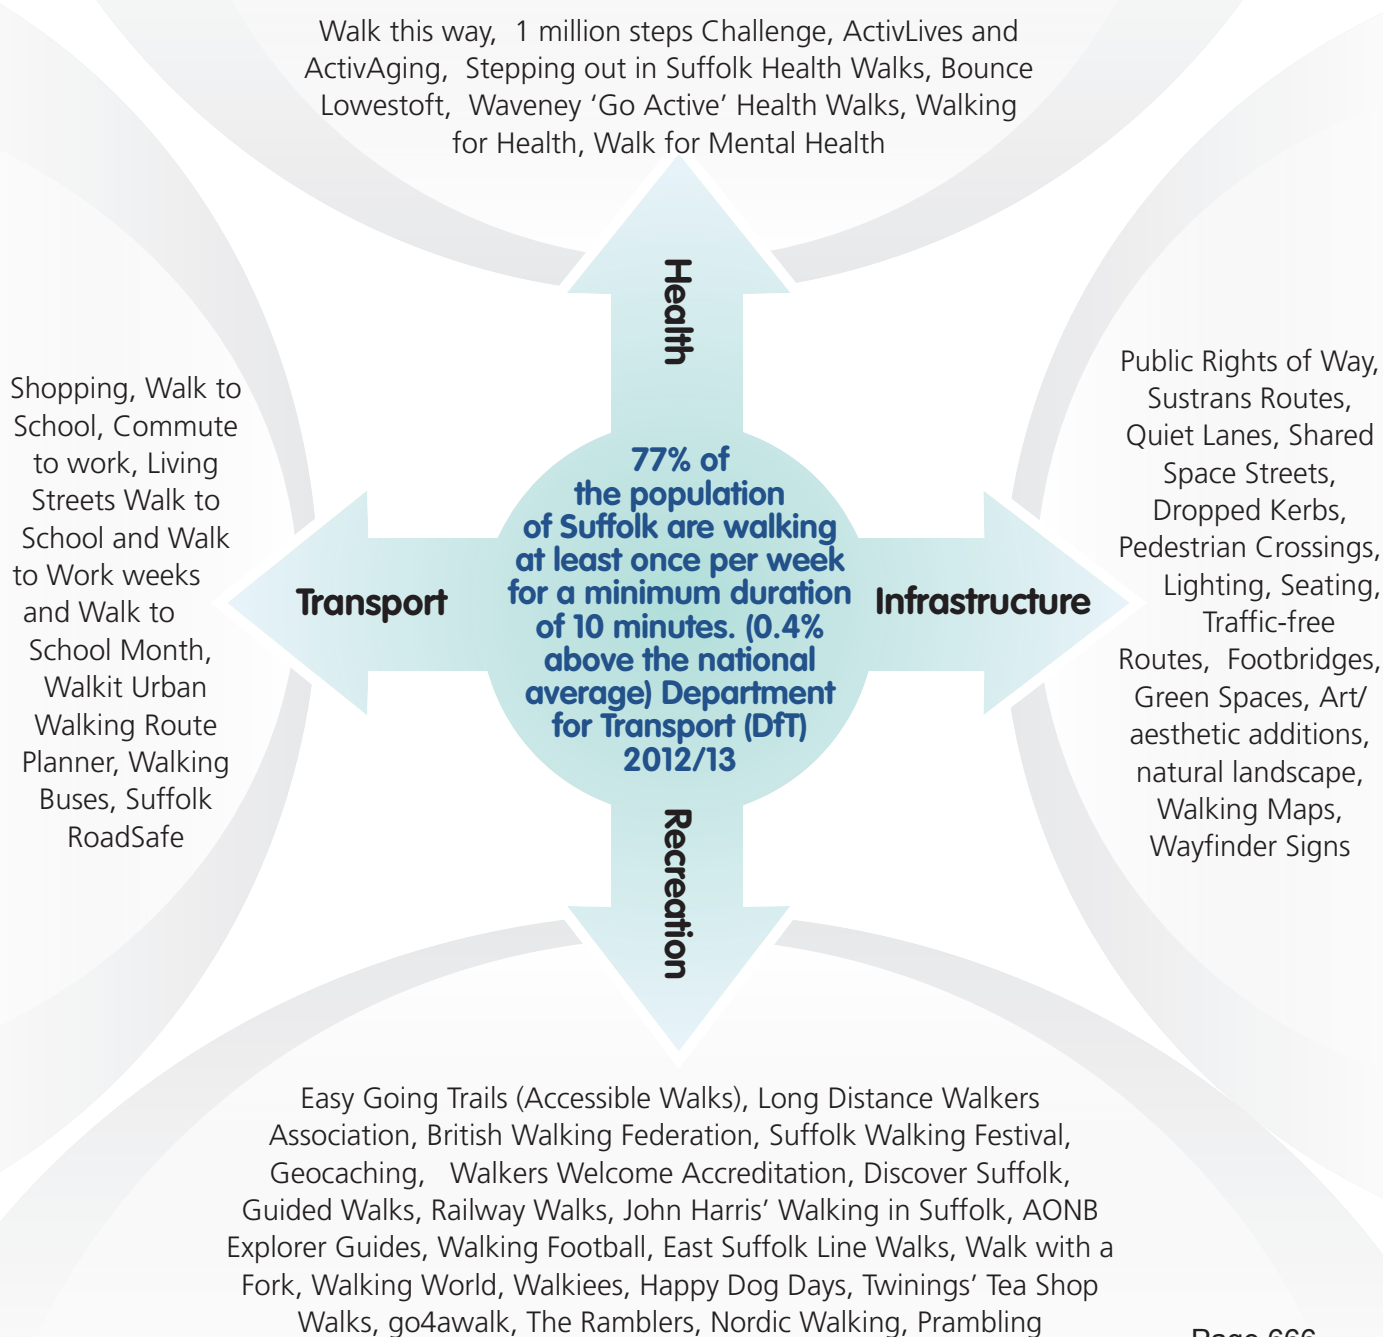 Walk this way, 1 million steps Challenge, ActivLives and
ActivAging, Stepping out in Suffolk Health Walks, Bounce
Lowestoft, Waveney ‘Go Active’ Health Walks, Walking
for Health, Walk for Mental Health
Health
Shopping, Walk to
School, Commute
to work, Living
Streets Walk to
School and Walk
to Work weeks
and Walk to
School Month,
Walkit Urban
Walking Route
Planner, Walking
Buses, Suffolk
RoadSafe
Transport
77% of
the population
of Suffolk are walking
at least once per week
for a minimum duration
of 10 minutes. (0.4%
above the national
average) Department
for Transport (DfT)
2012/13
Infrastructure
Public Rights of Way,
Sustrans Routes,
Quiet Lanes, Shared
Space Streets,
Dropped Kerbs,
Pedestrian Crossings,
Lighting, Seating,
Traffic-free
Routes, Footbridges,
Green Spaces, Art/
aesthetic additions,
natural landscape,
Walking Maps,
Wayfinder Signs
Recreation
Easy Going Trails (Accessible Walks), Long Distance Walkers
Association, British Walking Federation, Suffolk Walking Festival,
Geocaching, Walkers Welcome Accreditation, Discover Suffolk,
Guided Walks, Railway Walks, John Harris’ Walking in Suffolk, AONB
Explorer Guides, Walking Football, East Suffolk Line Walks, Walk with a
Fork, Walking World, Walkiees, Happy Dog Days, Twinings’ Tea Shop
Walks, go4awalk, The Ramblers, Nordic Walking, Prambling
Page 666